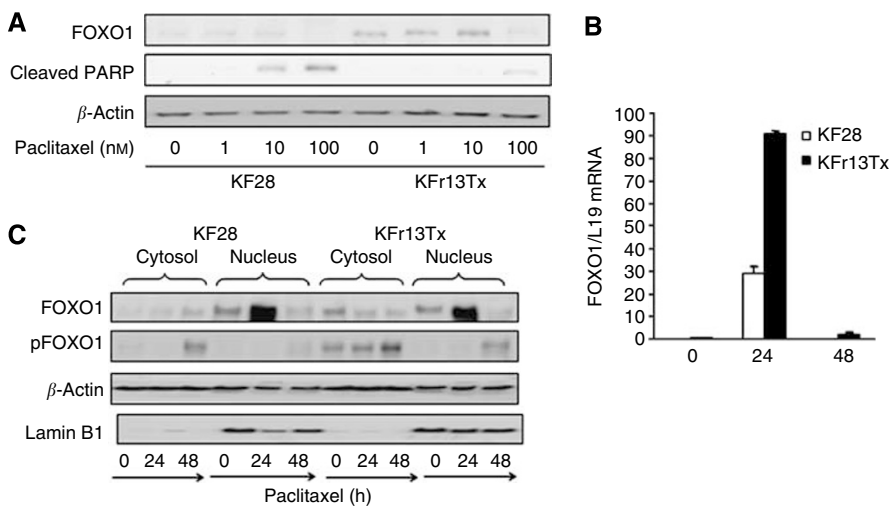 A
FOXO1
Cleaved PARP
β-Actin
Paclitaxel (nM) 0 1 10 100 0 1 10 100
KF28 KFr13Tx
B
FOXO1/L19 mRNA
100
90
80
70
60
50
40
30
20
10
0
0 24 48
KF28
KFr13Tx
C
KF28 KFr13Tx
Cytosol Nucleus Cytosol Nucleus
FOXO1
pFOXO1
β-Actin
Lamin B1
0 24 48 0 24 48 0 24 48 0 24 48
Paclitaxel (h)